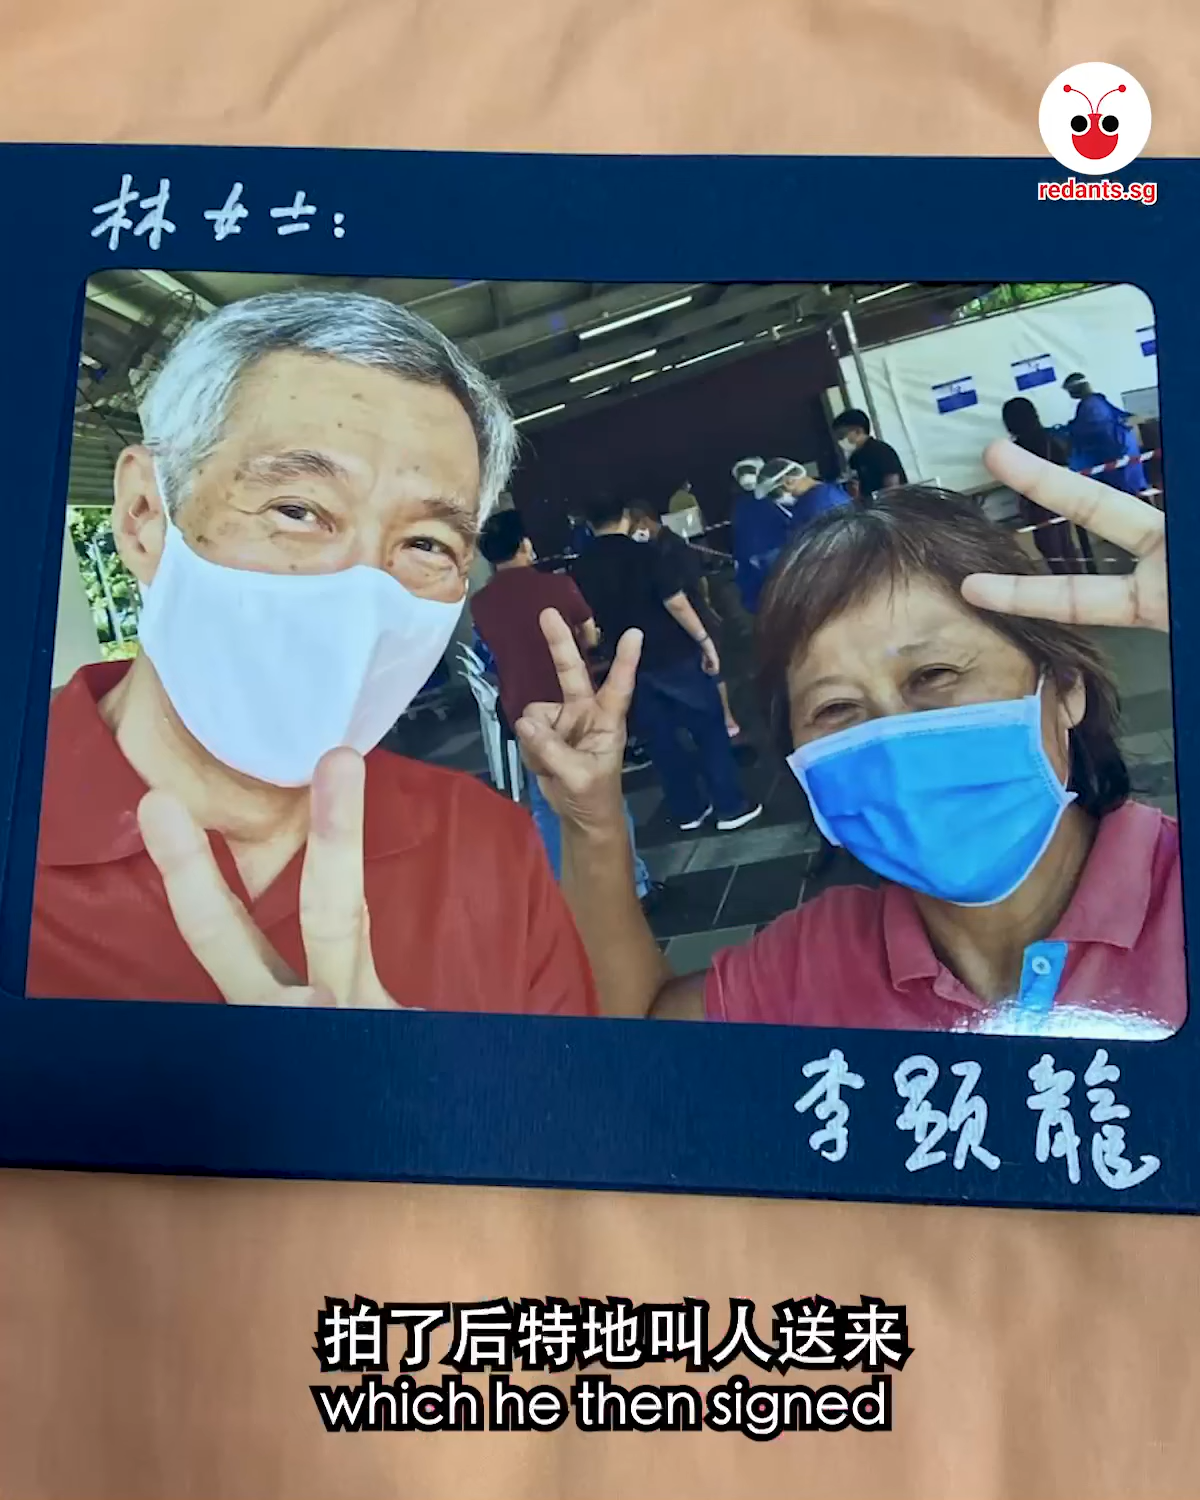 redants.sg
林女士:
李顯龍
拍了后特地叫人送来
which he then signed